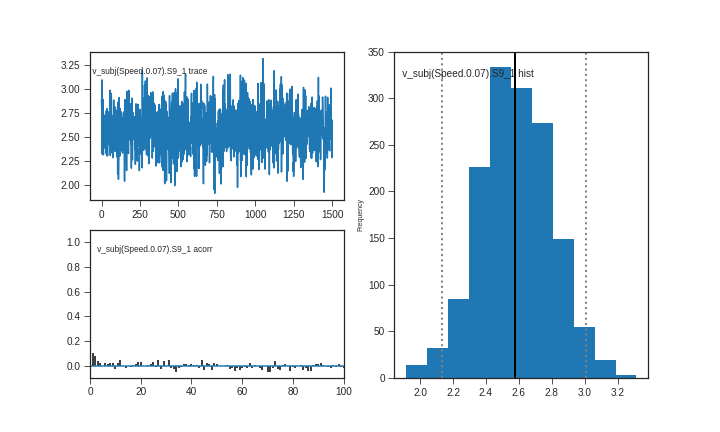 v_subj(Speed.0.07).S9_1 trace
3.25
3.00
2.75
2.50
2.25
2.00
0 250 500 750 1000 1250 1500
v_subj(Speed.0.07).S9_1 acorr
1.0
0.8
0.6
0.4
0.2
0.0
0 20 40 60 80 100
v_subj(Speed.0.07).S9_1 hist
Frequency
350
300
250
200
150
100
50
0
2.0 2.2 2.4 2.6 2.8 3.0 3.2